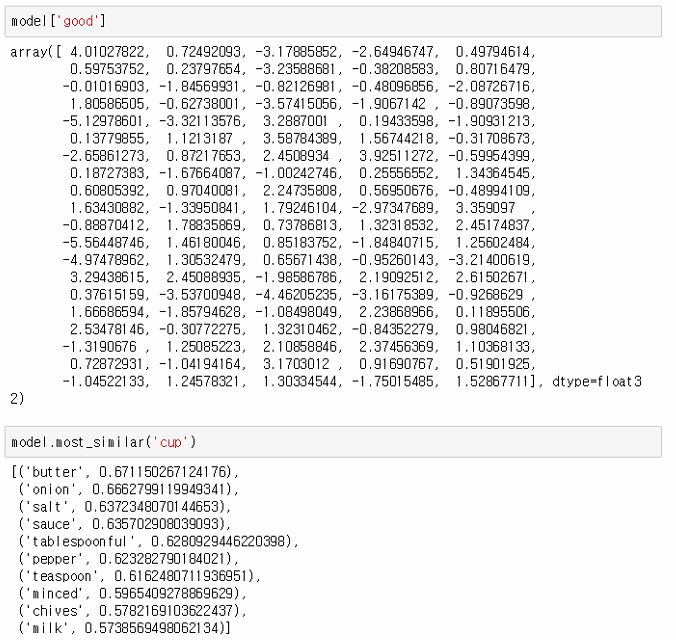 model['good']
array([ 4.01027822,  0.72492093, -3.17885852, -2.64946747,  0.49794614,
        0.59753752,  0.23797654, -3.23588681, -0.38208583,  0.80716479,
       -0.01016903, -1.84569931, -0.82126981, -0.48096856, -2.08726716,
        1.80586505, -0.62738001, -3.57415056, -1.9067142 , -0.89073598,
       -5.12978601, -3.32113576,  3.2887001 ,  0.19433598, -1.90931213,
        0.13779855,  1.1213187 ,  3.58784389,  1.56744218, -0.31708673,
       -2.65861273,  0.87217653,  2.4508934 ,  3.92511272, -0.59954399,
        0.18727383, -1.67664087, -1.00242746,  0.25556552,  1.34364545,
        0.60805392,  0.97040081,  2.24735808,  0.56950676, -0.48994109,
        1.63430882, -1.33950841,  1.79246104, -2.97347689,  3.359097  ,
       -0.88870412,  1.78835869,  0.73786813,  1.32318532,  2.45174837,
       -5.56448746,  1.46180046,  0.85183752, -1.84840715,  1.25602484,
       -4.97478962,  1.30532479,  0.65671438, -0.95260143, -3.21400619,
        3.29438615,  2.45088935, -1.98586786,  2.19092512,  2.61502671,
        0.37615159, -3.53700948, -4.46205235, -3.16175389, -0.9268629 ,
        1.66686594, -1.85794628, -1.08498049,  2.23868966,  0.11895506,
        2.53478146, -0.30772275,  1.32310462, -0.84352279,  0.98046821,
       -1.3190676 ,  1.25085223,  2.10858846,  2.37456369,  1.10368133,
        0.72872931, -1.04194164,  3.1703012 ,  0.91690767,  0.51901925,
       -1.04522133,  1.24578321,  1.30334544, -1.75015485,  1.52867711], dtype=float3
2)
model.most_similar('cup')
[('butter', 0.671150267124176),
 ('onion', 0.6662799119949341),
 ('salt', 0.6372348070144653),
 ('sauce', 0.635702908039093),
 ('tablespoonful', 0.6280929446220398),
 ('pepper', 0.623282790184021),
 ('teaspoon', 0.6162480711936951),
 ('minced', 0.5965409278869629),
 ('chives', 0.5782169103622437),
 ('milk', 0.5738569498062134)]